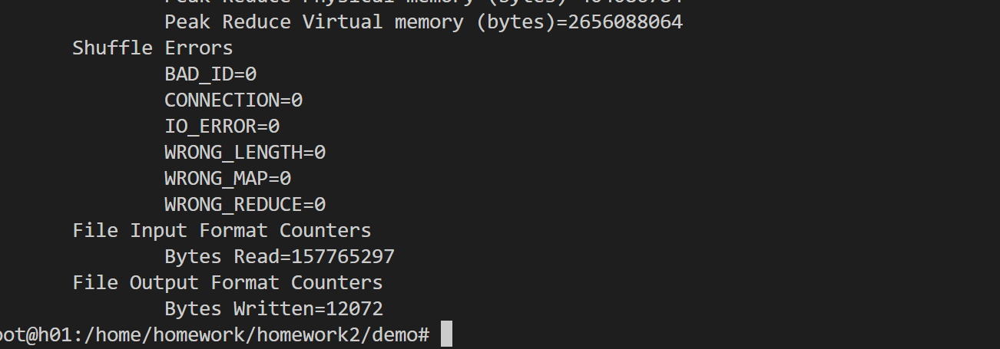 Peak Reduce Physical memory (bytes)
Peak Reduce Virtual memory (bytes)=2656088064
Shuffle Errors
BAD_ID=0
CONNECTION=0
IO_ERROR=0
WRONG_LENGTH=0
WRONG_MAP=0
WRONG_REDUCE=0
File Input Format Counters
Bytes Read=157765297
File Output Format Counters
Bytes Written=12072
oot@h01:/home/homework/homework2/demo#